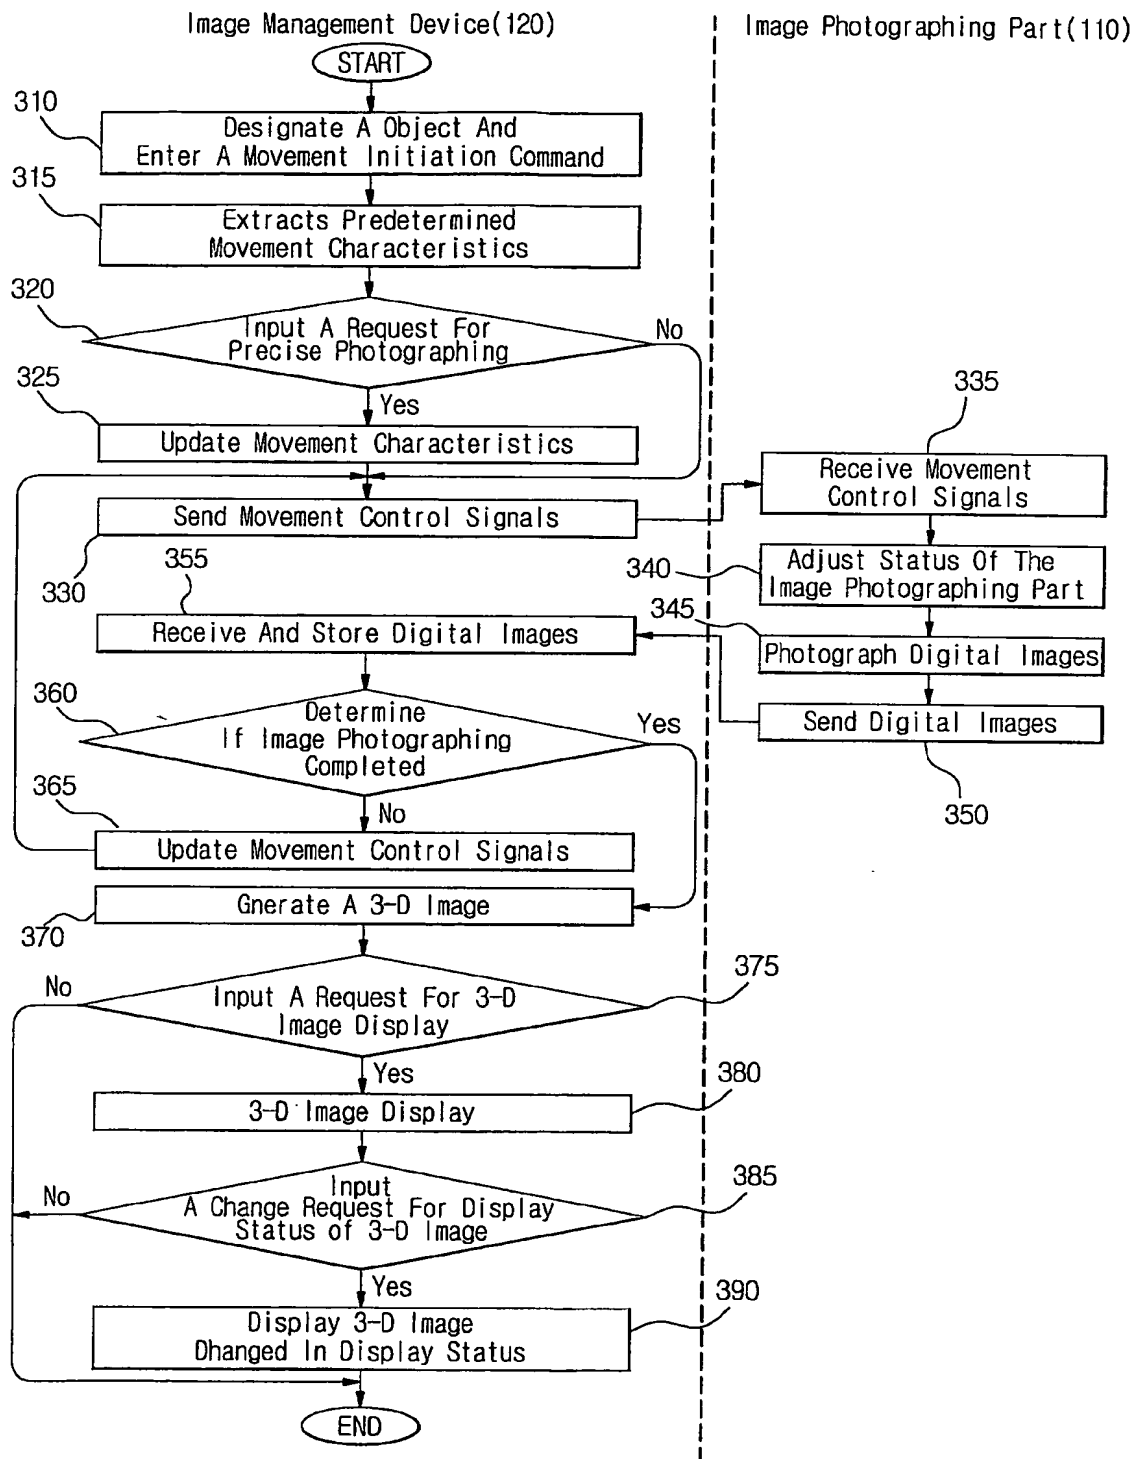 Image Management Device(120)
Image Photographing Part(110)
START
310
Designate A Object And
Enter A Movement Initiation Command
315
Extracts Predetermined
Movement Characteristics
320
Input A Request For
Precise Photographing
No
Yes
325
Update Movement Characteristics
330
Send Movement Control Signals
335
Receive Movement
Control Signals
340
Adjust Status Of The
Image Photographing Part
345
Photograph Digital Images
Send Digital Images
350
355
Receive And Store Digital Images
360
Determine
If Image Photographing
Completed
Yes
No
365
Update Movement Control Signals
Gnerate A 3-D Image
370
375
Input A Request For 3-D
Image Display
No
Yes
380
3-D Image Display
385
Input
A Change Request For Display
Status of 3-D Image
No
Yes
390
Display 3-D Image
Dhanged In Display Status
END